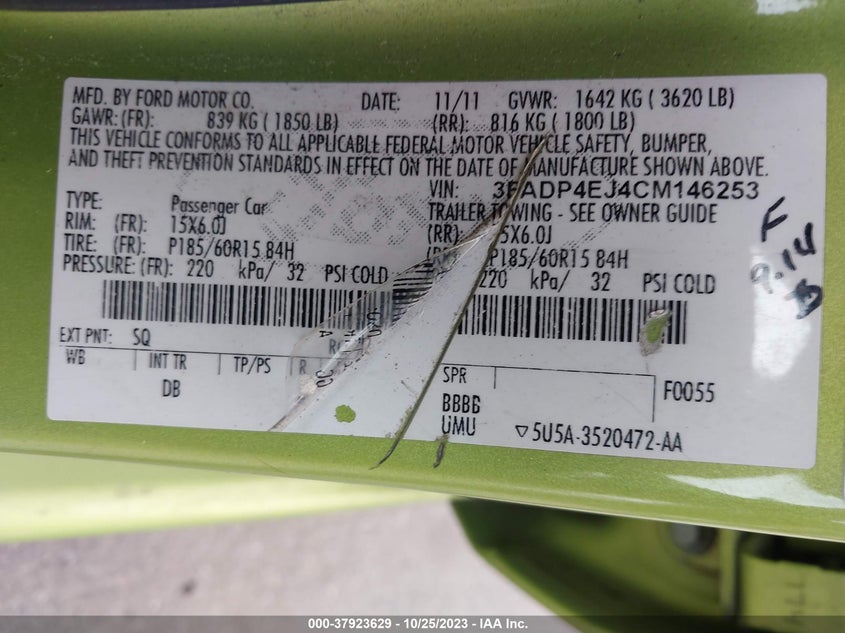 MFD. BY FORD MOTOR CO. DATE: 11/11 GVWR: 1642 KG ( 3620 LB)
GAWR: (FR): 839 KG ( 1850 LB) (RR): 816 KG ( 1800 LB)
THIS VEHICLE CONFORMS TO ALL APPLICABLE FEDERAL MOTOR VEHICLE SAFETY, BUMPER,
AND THEFT PREVENTION STANDARDS IN EFFECT ON THE DATE OF MANUFACTURE SHOWN ABOVE.
VIN: 3FADP4EJ4CM146253
TYPE: Passenger Car TRAILER TOWING - SEE OWNER GUIDE
RIM: (FR): 15X6.0J (RR): 15X6.0J
TIRE: (FR): P185/60R15 84H P185/60R15 84H
PRESSURE: (FR): 220 kPa/ 32 PSI COLD 220 kPa/ 32 PSI COLD
F
9.14
B
EXT PNT: SQ
WB INT TR TP/PS R SPR
DB
BBBB F0055
UMU ▽5U5A-3520472-AA
000-37923629 - 10/25/2023 - IAA Inc.